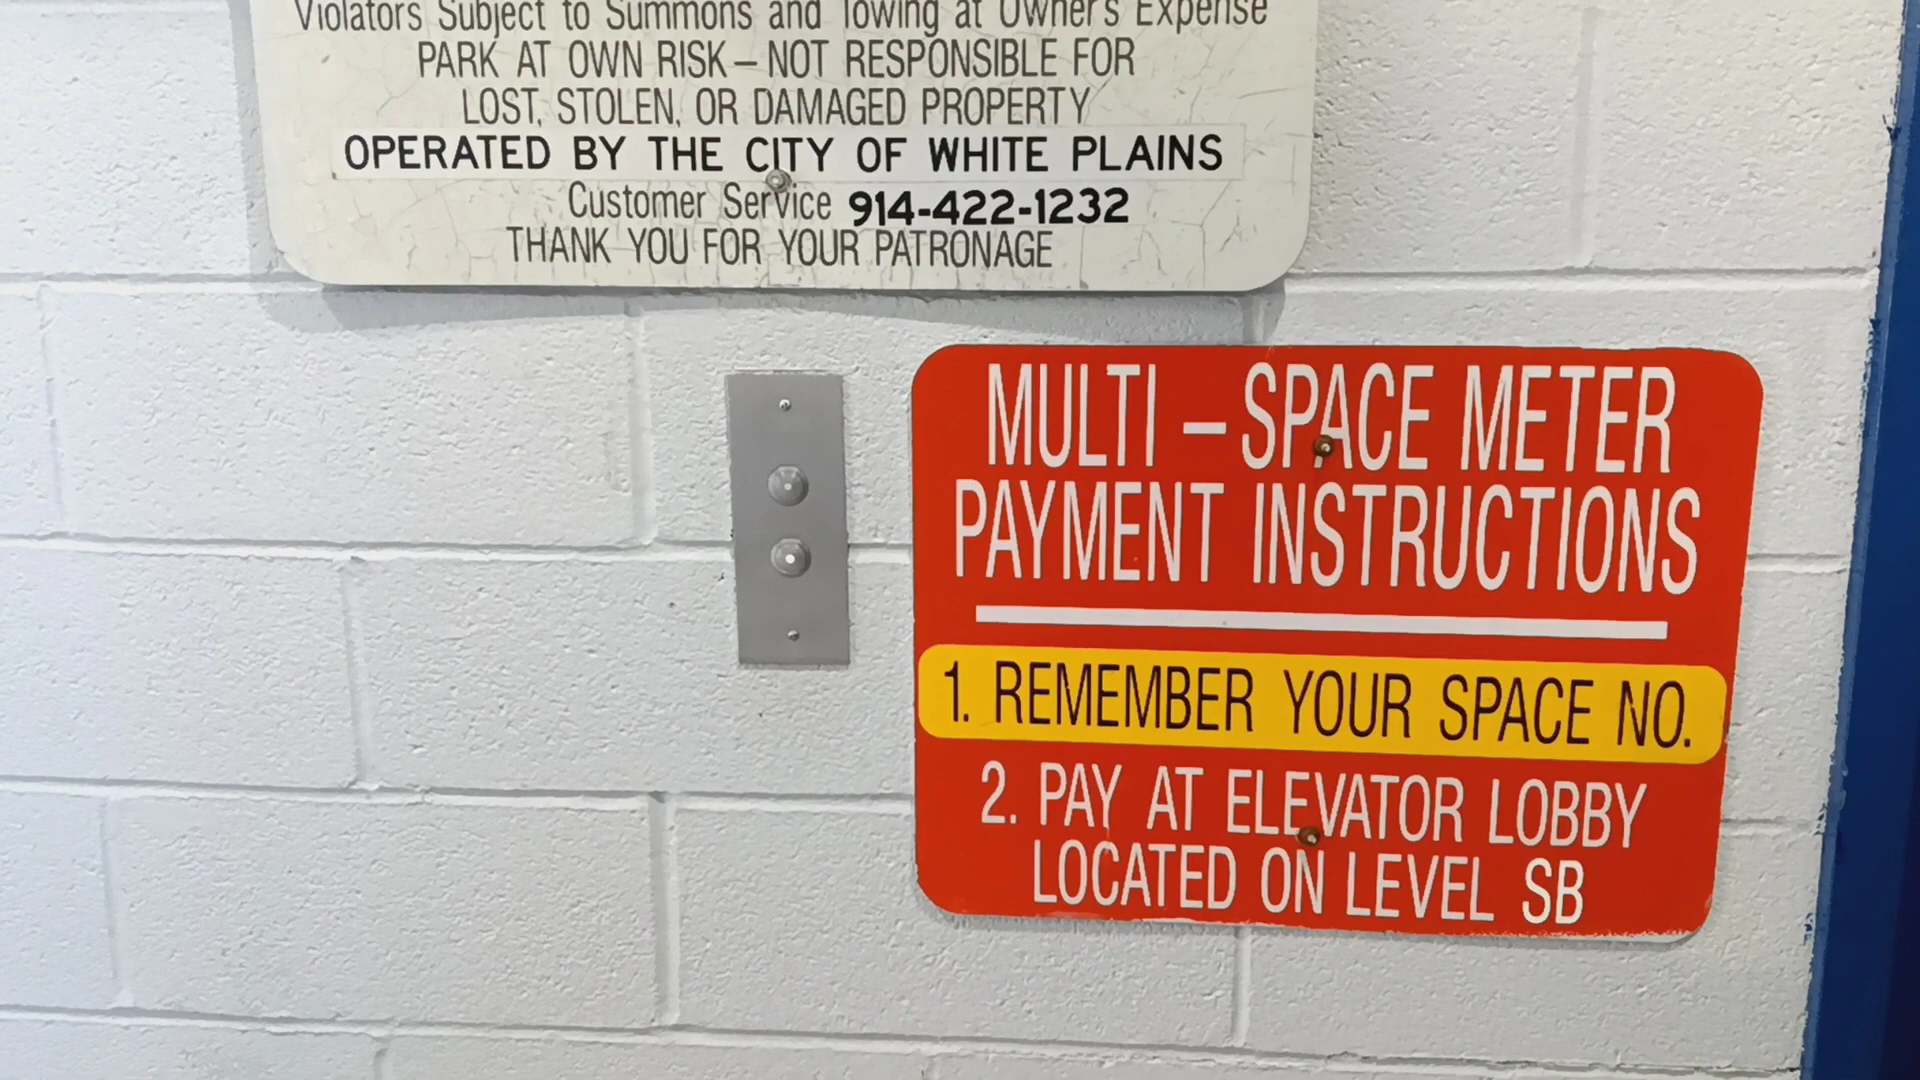 Violators Subject to Summons and Towing at Owner's Expense
PARK AT OWN RISK – NOT RESPONSIBLE FOR
LOST, STOLEN, OR DAMAGED PROPERTY
OPERATED BY THE CITY OF WHITE PLAINS
Customer Service 914-422-1232
THANK YOU FOR YOUR PATRONAGE
MULTI – SPACE METER
PAYMENT INSTRUCTIONS
1. REMEMBER YOUR SPACE NO.
2. PAY AT ELEVATOR LOBBY
LOCATED ON LEVEL SB